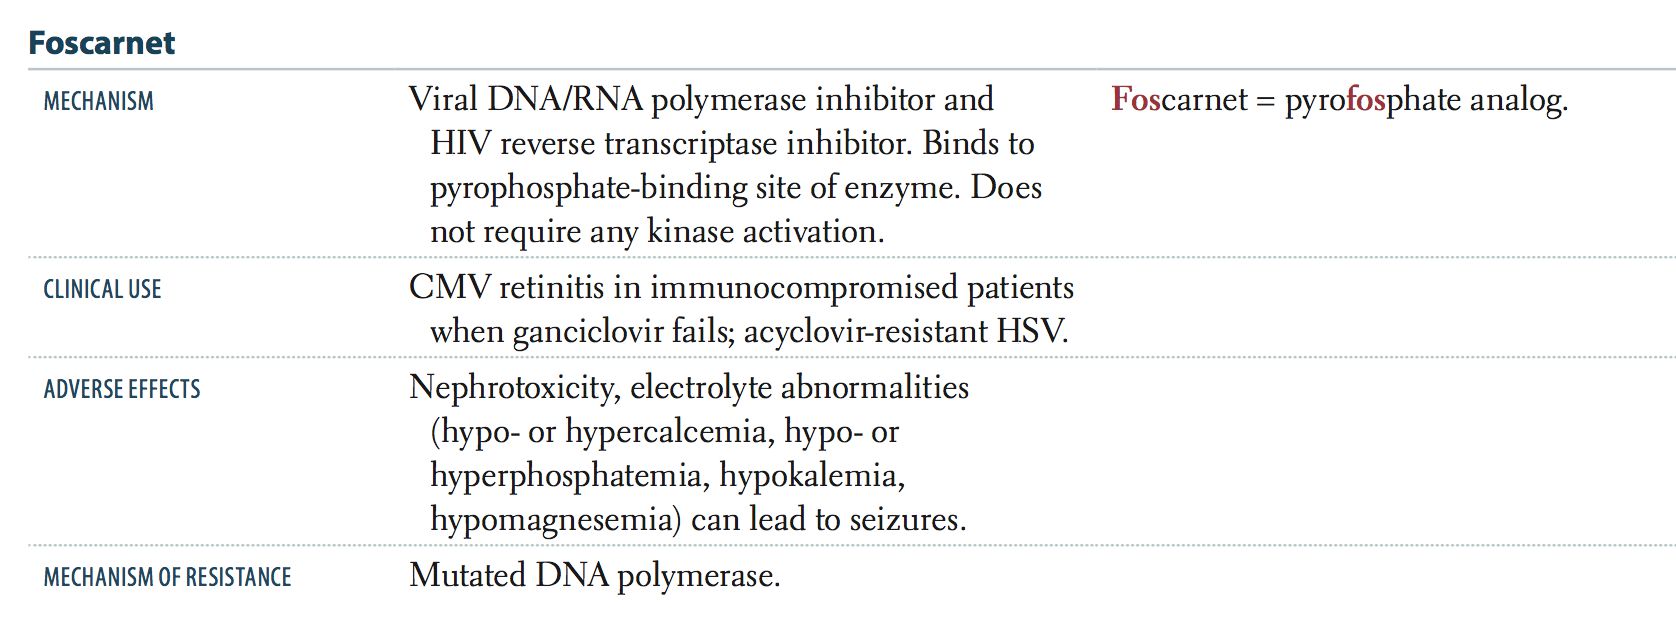 Foscarnet
MECHANISM
Viral DNA/RNA polymerase inhibitor and
HIV reverse transcriptase inhibitor. Binds to
pyrophosphate-binding site of enzyme. Does
not require any kinase activation.
Foscarnet = pyrofosphate analog.
CLINICAL USE
CMV retinitis in immunocompromised patients
when ganciclovir fails; acyclovir-resistant HSV.
ADVERSE EFFECTS
Nephrotoxicity, electrolyte abnormalities
(hypo- or hypercalcemia, hypo- or
hyperphosphatemia, hypokalemia,
hypomagnesemia) can lead to seizures.
MECHANISM OF RESISTANCE
Mutated DNA polymerase.